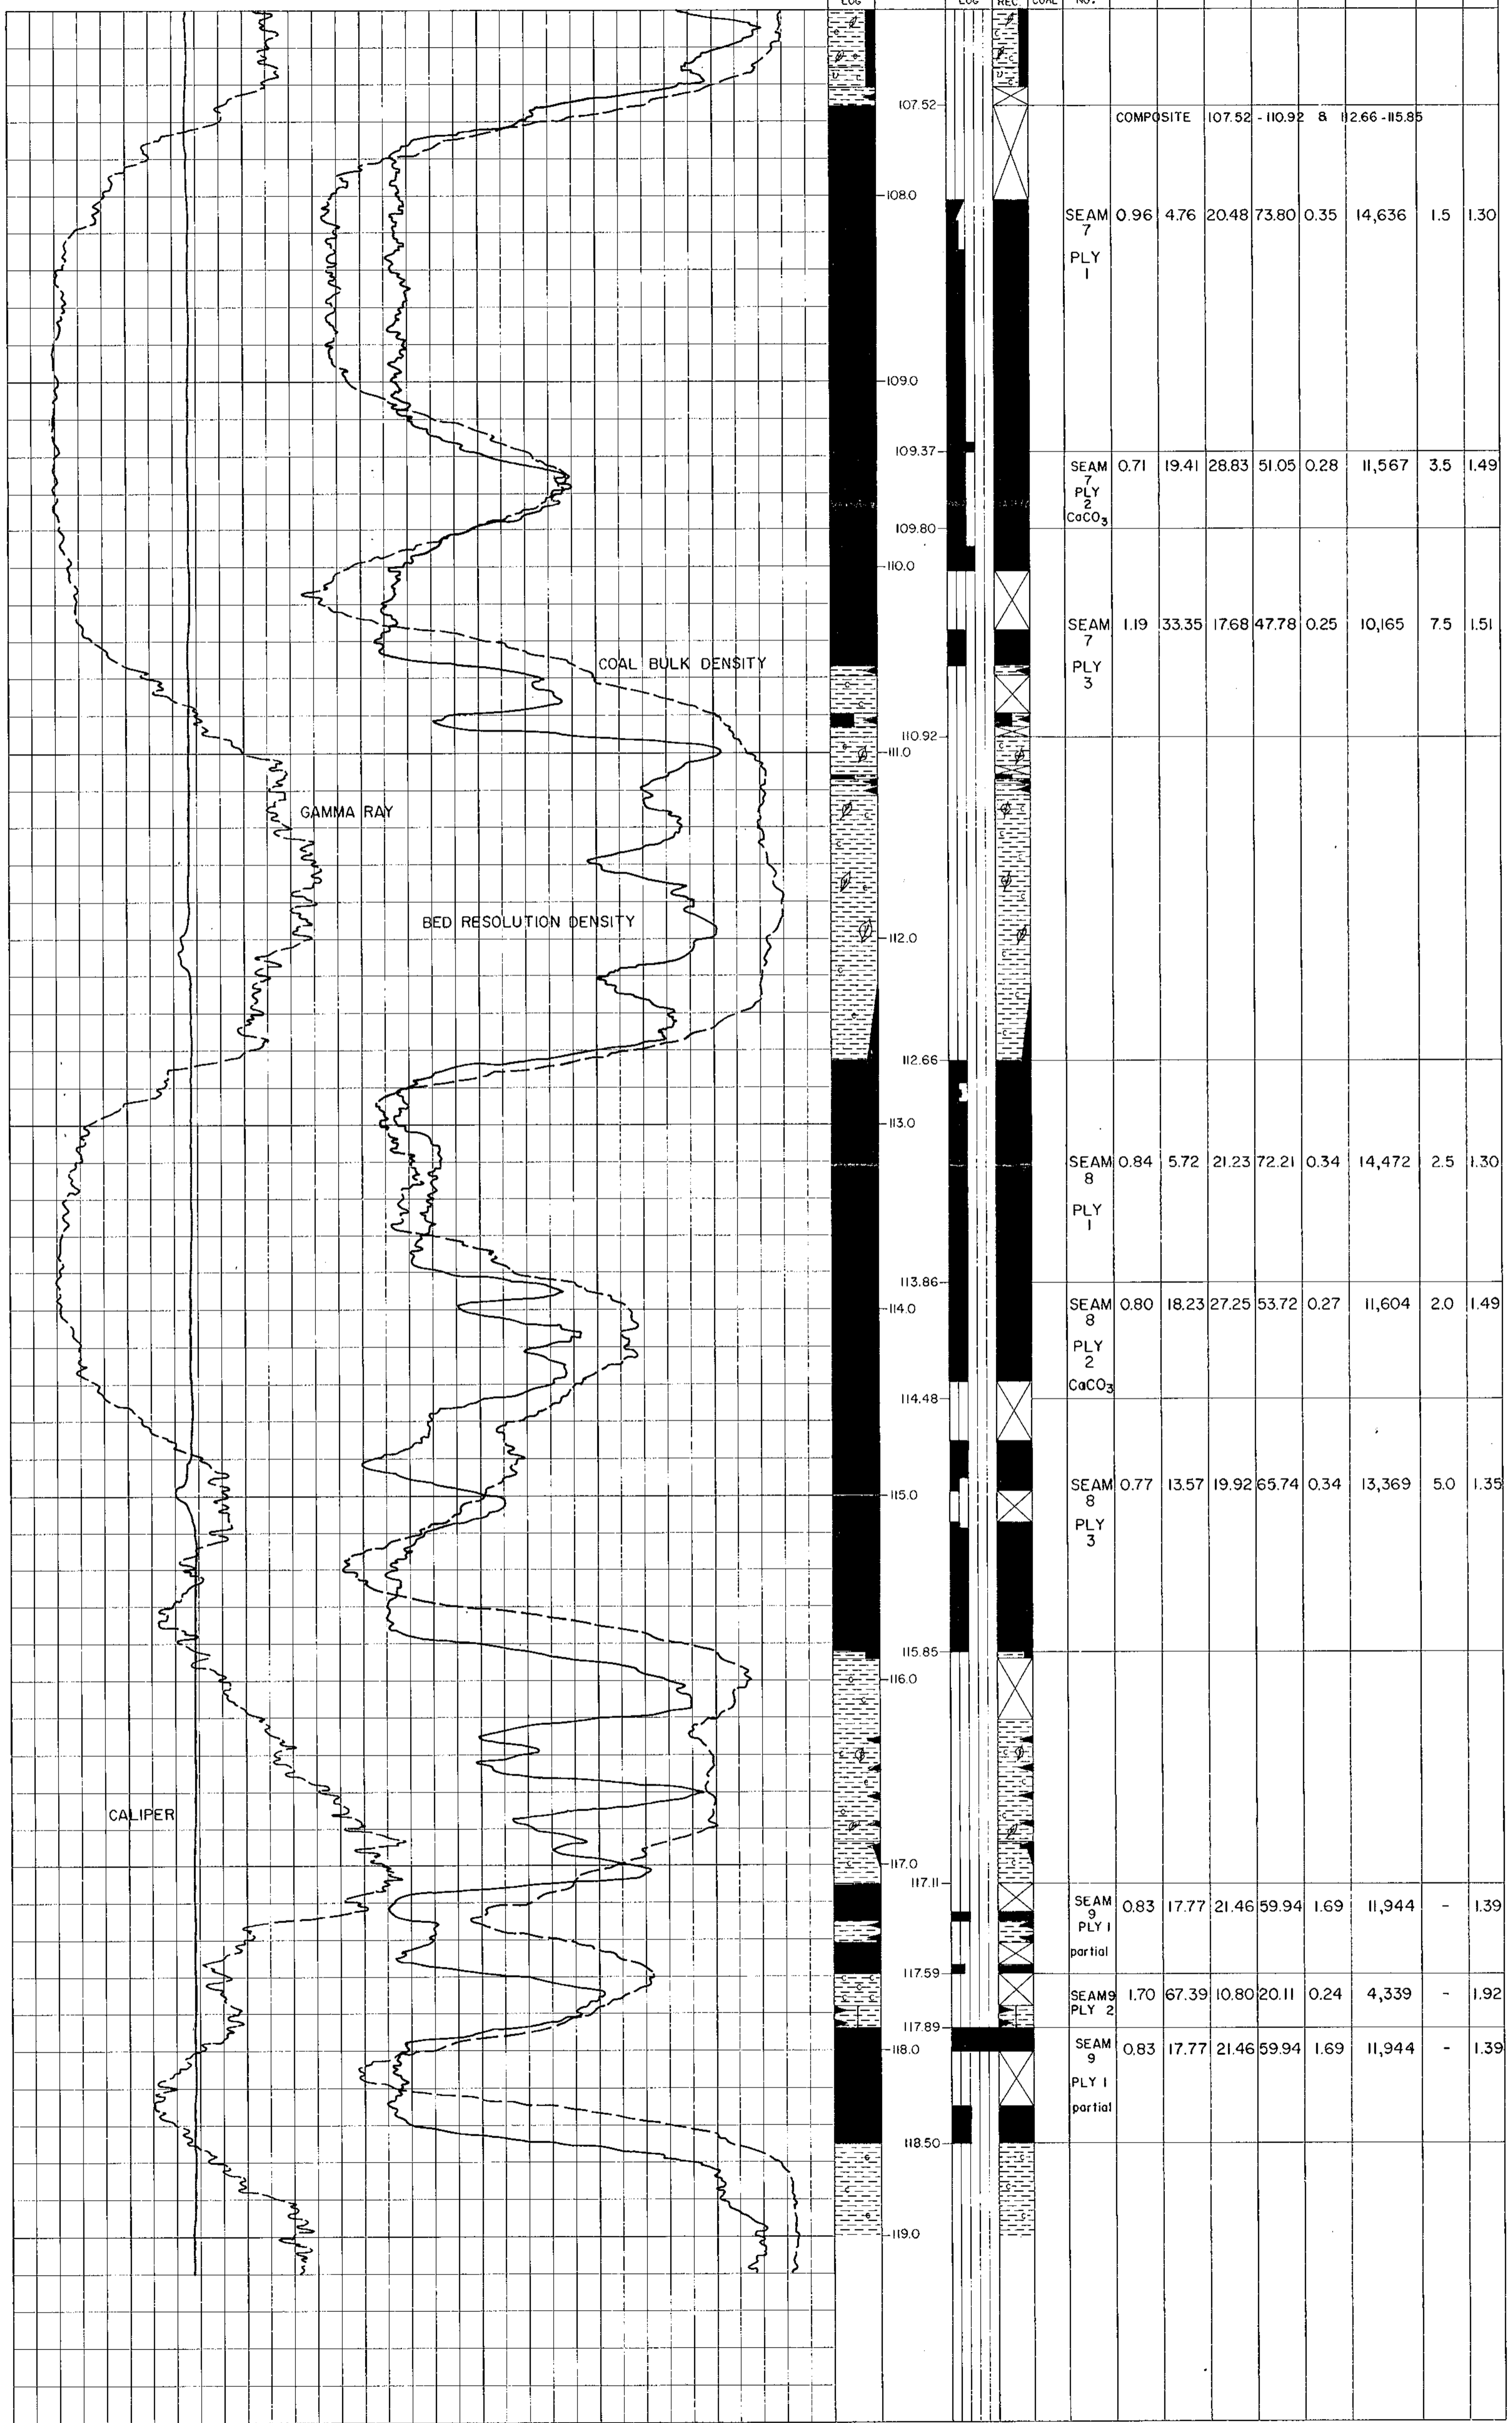 LOG LOG REC. COAL NO.
107.52
COMPOSITE 107.52 - 110.92 & 112.66 - 115.85
108.0
SEAM 0.96 4.76 20.48 73.80 0.35 14,636 1.5 1.30
7
PLY
1
109.0
109.37
SEAM 0.71 19.41 28.83 51.05 0.28 11,567 3.5 1.49
7
PLY
2
CaCO3
109.80
110.0
SEAM 1.19 33.35 17.68 47.78 0.25 10,165 7.5 1.51
7
PLY
3
COAL BULK DENSITY
110.92
111.0
GAMMA RAY
BED RESOLUTION DENSITY
112.0
112.66
113.0
SEAM 0.84 5.72 21.23 72.21 0.34 14,472 2.5 1.30
8
PLY
1
113.86
114.0
SEAM 0.80 18.23 27.25 53.72 0.27 11,604 2.0 1.49
8
PLY
2
CaCO3
114.48
115.0
SEAM 0.77 13.57 19.92 65.74 0.34 13,369 5.0 1.35
8
PLY
3
115.85
116.0
CALIPER
117.0
117.11
SEAM 0.83 17.77 21.46 59.94 1.69 11,944 - 1.39
9
PLY 1
partial
117.59
SEAM9 1.70 67.39 10.80 20.11 0.24 4,339 - 1.92
PLY 2
117.89
118.0
SEAM 0.83 17.77 21.46 59.94 1.69 11,944 - 1.39
9
PLY 1
partial
118.50
119.0